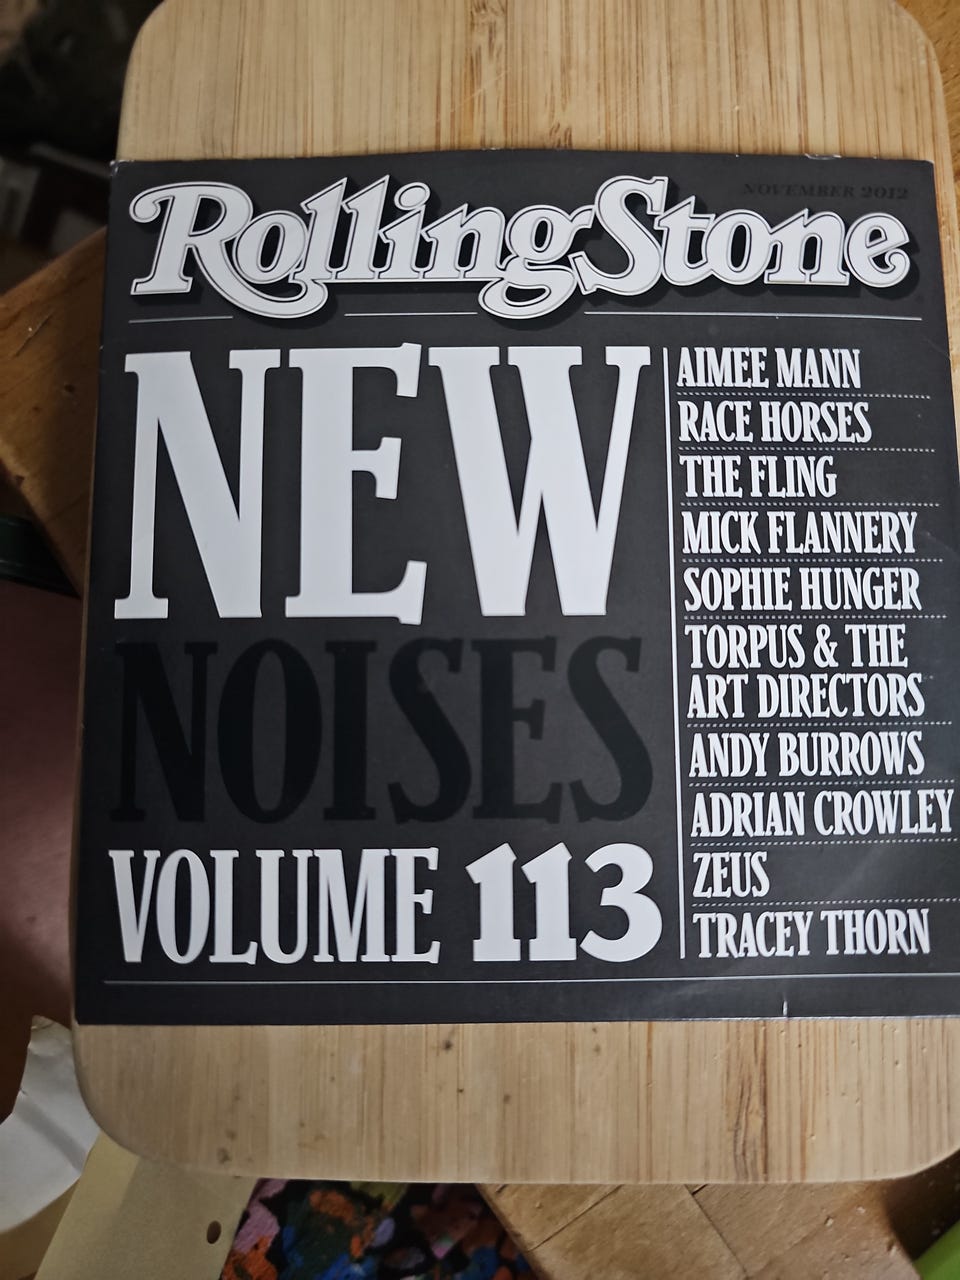 NOVEMBER 2012
RollingStone
NEW
NOISES
VOLUME 113
AIMEE MANN
RACE HORSES
THE FLING
MICK FLANNERY
SOPHIE HUNGER
TORPUS & THE
ART DIRECTORS
ANDY BURROWS
ADRIAN CROWLEY
ZEUS
TRACEY THORN